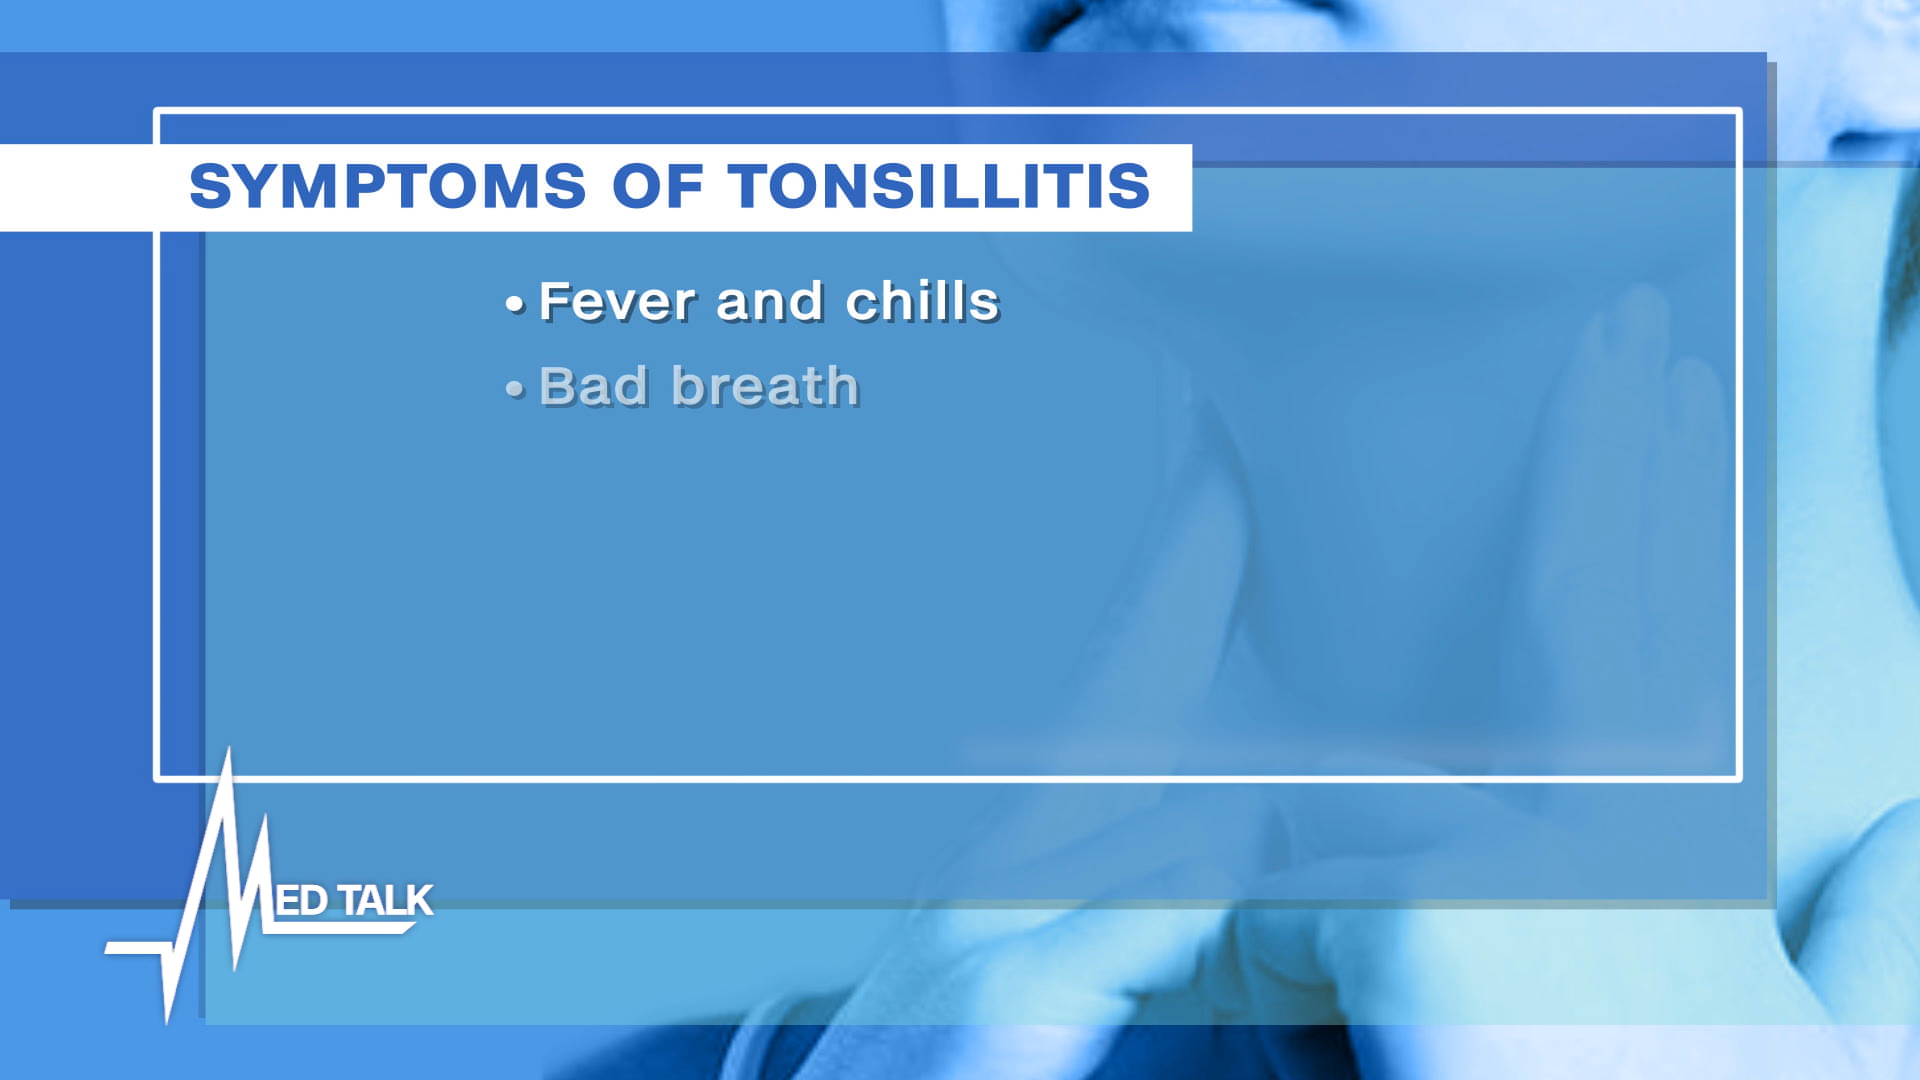 SYMPTOMS OF TONSILLITIS
• Fever and chills
• Bad breath
MED TALK